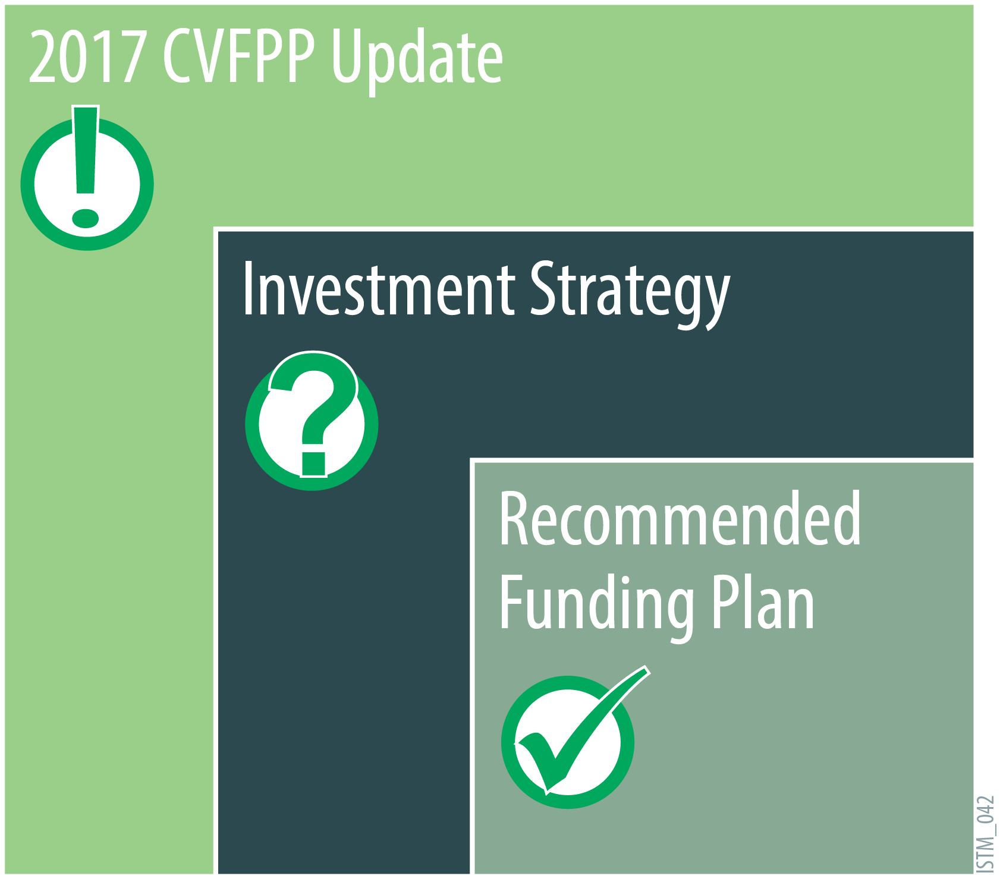 2017 CVFPP Update
Investment Strategy
Recommended
Funding Plan
ISTM_042